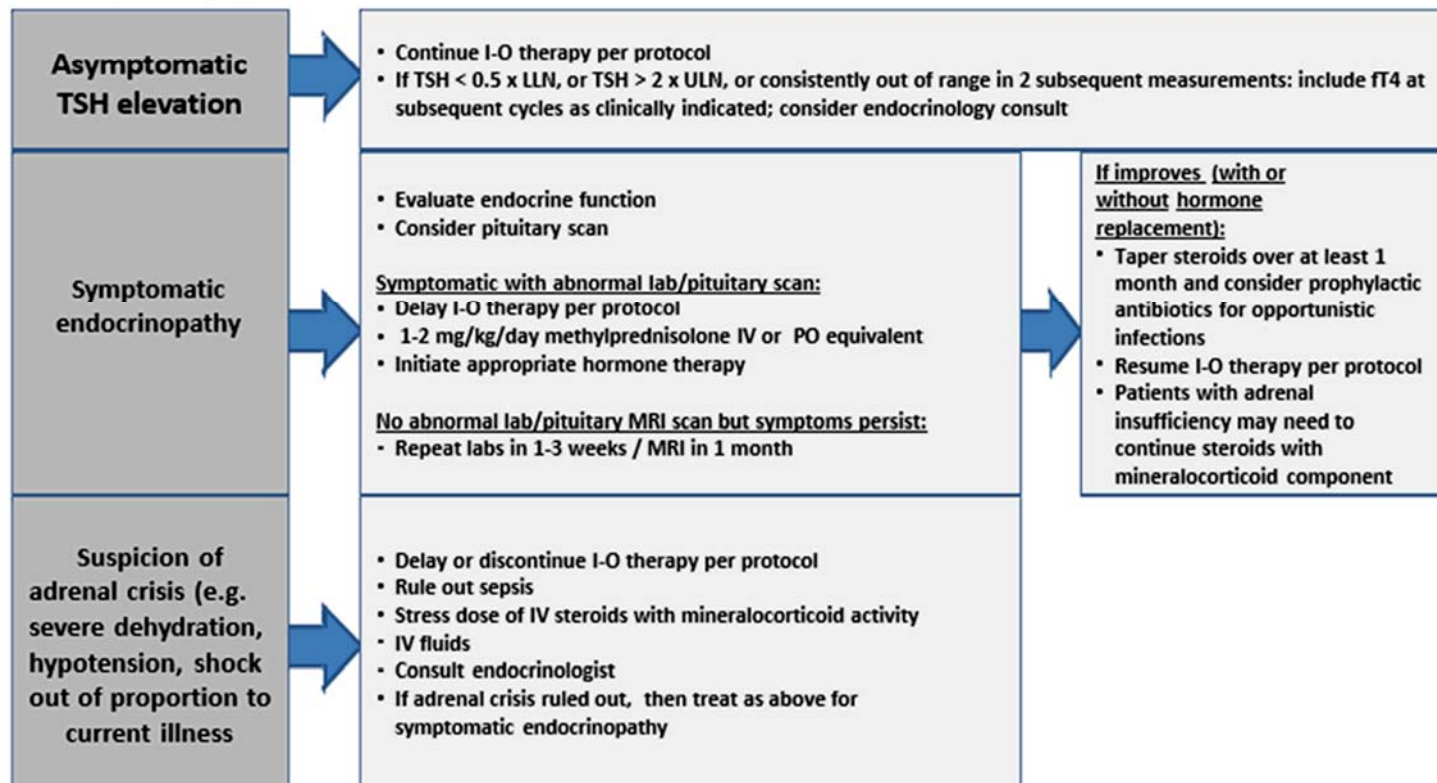 Asymptomatic
TSH elevation
• Continue I-O therapy per protocol
• If TSH < 0.5 x LLN, or TSH > 2 x ULN, or consistently out of range in 2 subsequent measurements: include fT4 at
subsequent cycles as clinically indicated; consider endocrinology consult
Symptomatic
endocrinopathy
• Evaluate endocrine function
• Consider pituitary scan
Symptomatic with abnormal lab/pituitary scan:
• Delay I-O therapy per protocol
• 1-2 mg/kg/day methylprednisolone IV or PO equivalent
• Initiate appropriate hormone therapy
No abnormal lab/pituitary MRI scan but symptoms persist:
• Repeat labs in 1-3 weeks / MRI in 1 month
If improves (with or
without hormone
replacement):
• Taper steroids over at least 1
month and consider prophylactic
antibiotics for opportunistic
infections
• Resume I-O therapy per protocol
• Patients with adrenal
insufficiency may need to
continue steroids with
mineralocorticoid component
Suspicion of
adrenal crisis (e.g.
severe dehydration,
hypotension, shock
out of proportion to
current illness
• Delay or discontinue I-O therapy per protocol
• Rule out sepsis
• Stress dose of IV steroids with mineralocorticoid activity
• IV fluids
• Consult endocrinologist
• If adrenal crisis ruled out, then treat as above for
symptomatic endocrinopathy